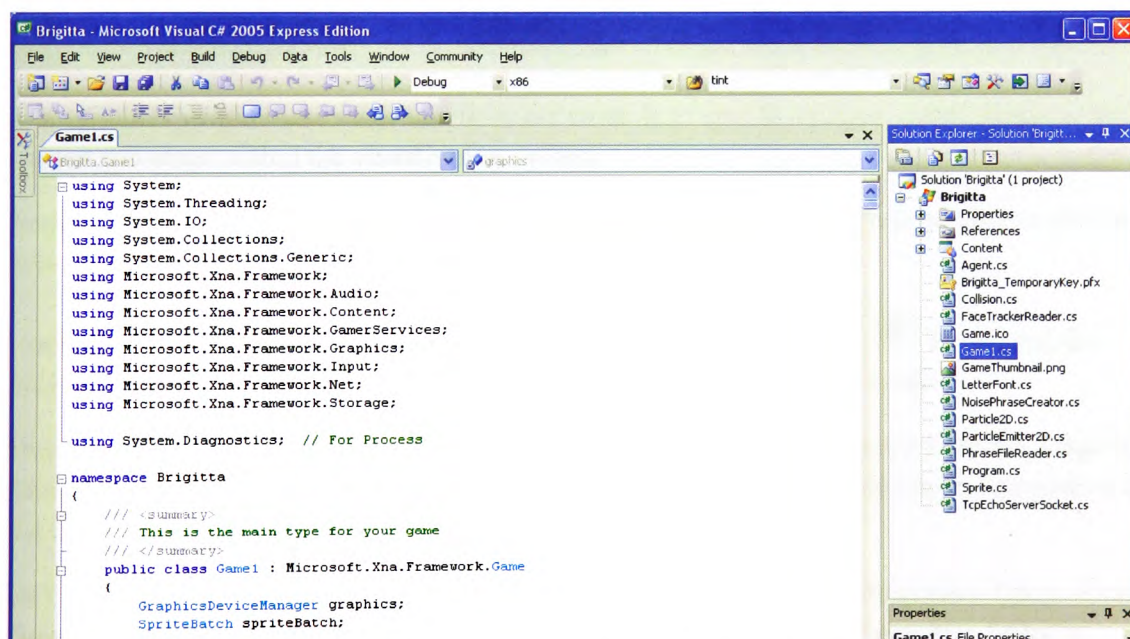 Brigitta - Microsoft Visual C# 2005 Express Edition
File Edit View Project Build Debug Data Tools Window Community Help
Debug x86 tint
Toolbox
Game1.cs
Brigitta.Game1 graphics
using System;
using System.Threading;
using System.IO;
using System.Collections;
using System.Collections.Generic;
using Microsoft.Xna.Framework;
using Microsoft.Xna.Framework.Audio;
using Microsoft.Xna.Framework.Content;
using Microsoft.Xna.Framework.GamerServices;
using Microsoft.Xna.Framework.Graphics;
using Microsoft.Xna.Framework.Input;
using Microsoft.Xna.Framework.Net;
using Microsoft.Xna.Framework.Storage;
using System.Diagnostics;  // For Process
namespace Brigitta
{
/// <summary>
/// This is the main type for your game
/// </summary>
public class Game1 : Microsoft.Xna.Framework.Game
{
GraphicsDeviceManager graphics;
SpriteBatch spriteBatch;
Solution Explorer - Solution 'Brigitt...
Solution 'Brigitta' (1 project)
Brigitta
Properties
References
Content
Agent.cs
Brigitta_TemporaryKey.pfx
Collision.cs
FaceTrackerReader.cs
Game.ico
Game1.cs
GameThumbnail.png
LetterFont.cs
NoisePhraseCreator.cs
Particle2D.cs
ParticleEmitter2D.cs
PhraseFileReader.cs
Program.cs
Sprite.cs
TcpEchoServerSocket.cs
Properties
Game1.cs File Properties